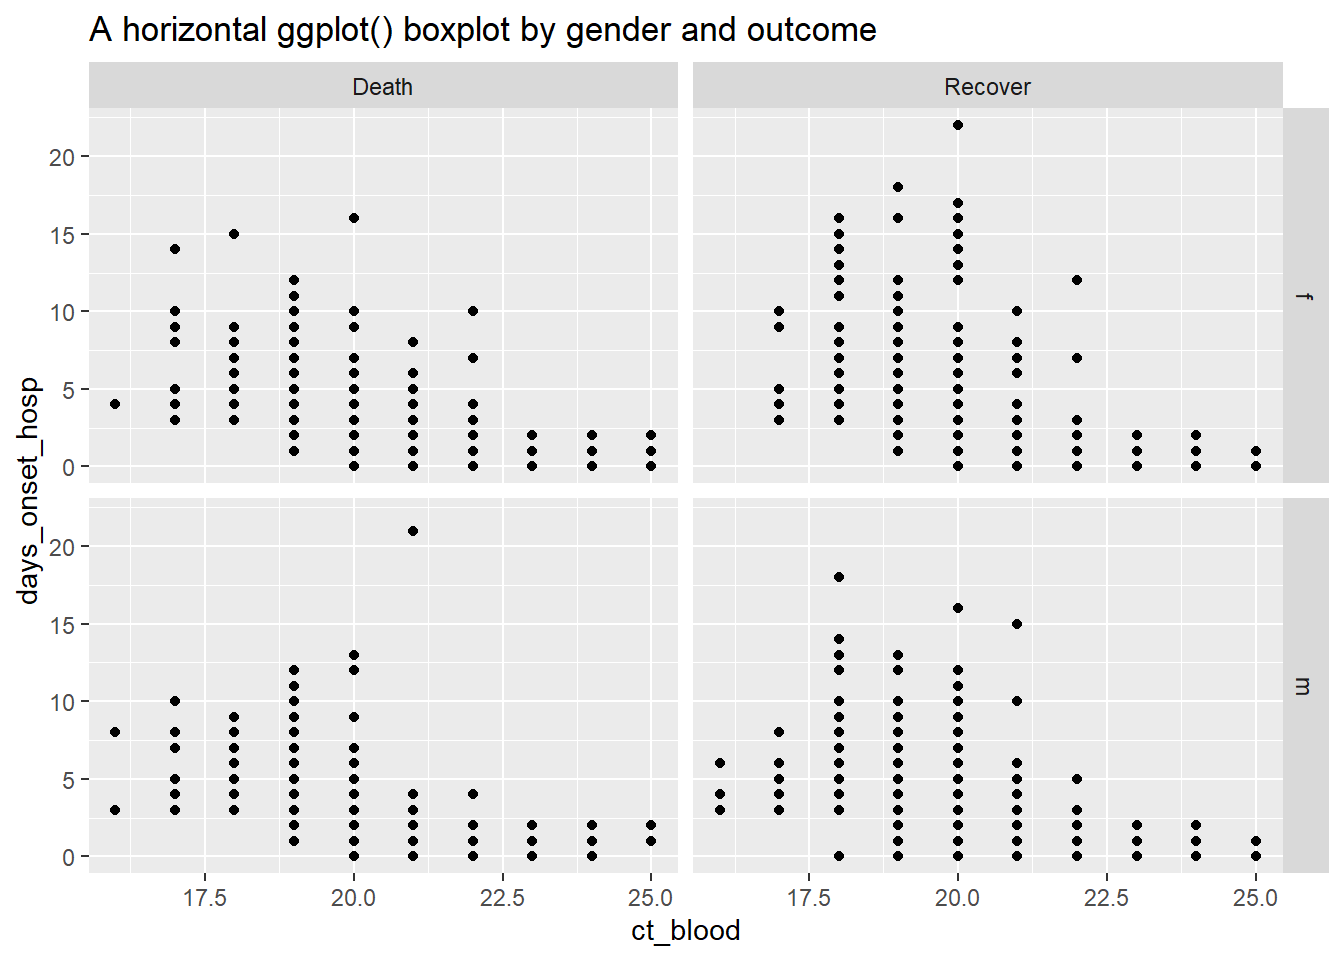 A horizontal ggplot() boxplot by gender and outcome
Death
Recover
20
15
10
5
0
f
days_onset_hosp
20
15
10
5
0
m
17.5
20.0
22.5
25.0
17.5
20.0
22.5
25.0
ct_blood